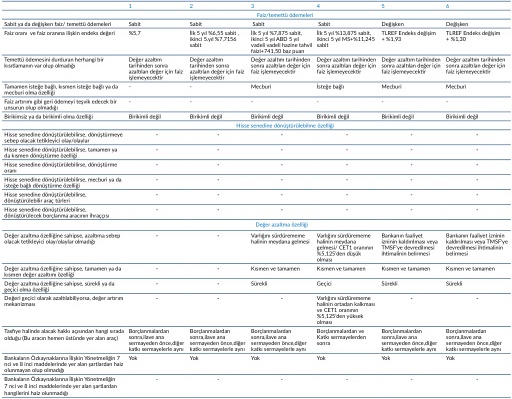 1 2 3 4 5 6
Faiz/temettü ödemeleri
Sabit ya da değişken faiz/ temettü ödemeleri Sabit Sabit Sabit Sabit Değişken Değişken
Faiz oranı ve faiz oranına ilişkin endeks değeri %5,7 İlk 5 yıl %6,55 sabit , İlk 5 yıl %7,875 sabit, İlk 5 yıl %13,875 sabit, TLREF Endeks değişim TLREF Endeks değişim
ikinci 5,yıl %7,7156 ikinci 5 yıl ABD 5 yıl ikinci 5 yıl MS+%11,245 + %1,93 + %1,30
sabit vadeli vadeli hazine tahvil sabit
faizi+741,50 baz puan
Temettü ödemesini durduran herhangi bir Değer azaltım Değer azaltım Değer azaltım Değer azaltım Değer azaltım Değer azaltım
kısıtlamanın var olup olmadığı tarihinden sonra tarihinden sonra tarihinden sonra tarihinden sonra tarihinden sonra tarihinden sonra
azaltılan değer için faiz azaltılan değer için azaltılan değer için azaltılan değer için azaltılan değer için azaltılan değer için
işlemeyecektir faiz işlemeyecektir faiz işlemeyecektir faiz işlemeyecektir faiz işlemeyecektir faiz işlemeyecektir
Tamamen isteğe bağlı, kısmen isteğe bağlı ya da - - Mecburi İsteğe bağlı Mecburi Mecburi
mecburi olma özelliği
Faiz artırımı gibi geri ödemeyi teşvik edecek bir - - - - - -
unsurun olup olmadığı
Birikimsiz ya da birikimli olma özelliği Birikimli değil Birikimli değil Birikimli değil Birikimli değil Birikimli değil Birikimli değil
Hisse senedine dönüştürülebilme özelliği
Hisse senedine dönüştürülebilirse, dönüştürmeye - - - - - -
sebep olacak tetikleyici olay/olaylar
Hisse senedine dönüştürülebilirse, tamamen ya - - - - - -
da kısmen dönüştürme özelliği
Hisse senedine dönüştürülebilirse, dönüştürme - - - - - -
oranı
Hisse senedine dönüştürülebilirse, mecburi ya da - - - - - -
isteğe bağlı dönüştürme özelliği
Hisse senedine dönüştürülebilirse, - - - - - -
dönüştürülebilir araç türleri
Hisse senedine dönüştürülebilirse, - - - - - -
dönüştürülecek borçlanma aracının ihraççısı
Değer azaltma özelliği
Değer azaltma özelliğine sahipse, azaltıma sebep - - Varlığını sürdürememe Varlığını sürdürememe Bankanın faaliyet Bankanın faaliyet izninin
olacak tetikleyici olay/olaylar olmadığı halinin meydana gelmesi halinin meydana izninin kaldırılması veya kaldırılması veya TMSF'ye
gelmesi/ CET1 oranının TMSF'ye devredilmesi devredilmesi ihtimalinin
%5,125'den düşük ihtimalinin belirmesi belirmesi
olması
Değer azaltma özelliğine sahipse, tamamen ya da - - Kısmen ve tamamen Kısmen ve tamamen Kısmen ve tamamen Kısmen ve tamamen
kısmen değer azaltımı özelliği
Değer azaltma özelliğine sahipse, sürekli ya da - - Sürekli Geçici Sürekli Sürekli
geçici olma özelliği
Değeri geçici olarak azaltılabiliyorsa, değer artırım - - - Varlığını sürdürememe - -
mekanizması halinin ortadan kalkması
ve CET1 oranının
%5,125'den yüksek
olması
Tasfiye halinde alacak hakkı açısından hangi sırada Borçlanmalardan Borçlanmalardan Borçlanmalardan Borçlanmalardan ve Borçlanmalardan Borçlanmalardan
olduğu (Bu aracın hemen üstünde yer alan araç) sonra,ilave ana sonra,ilave ana sonra,ilave ana Katkı Sermayelerden sonra,ilave ana sonra,ilave ana
sermayeden önce,diğer sermayeden önce,diğer sermayeden önce,diğer sonra sermayeden önce,diğer sermayeden önce,diğer
katkı sermayelerle aynı katkı sermayelerle aynı katkı sermayelerle aynı katkı sermayelerle aynı katkı sermayelerle aynı
Bankaların Özkaynaklarına İlişkin Yönetmeliğin 7 Yok Yok Yok Yok Yok Yok
nci ve 8 inci maddelerinde yer alan şartlardan haiz
olunmayan olup olmadığı
Bankaların Özkaynaklarına İlişkin Yönetmeliğin - - - - - -
7 nci ve 8 inci maddelerinde yer alan şartlardan
hangilerini haiz olunmadığı